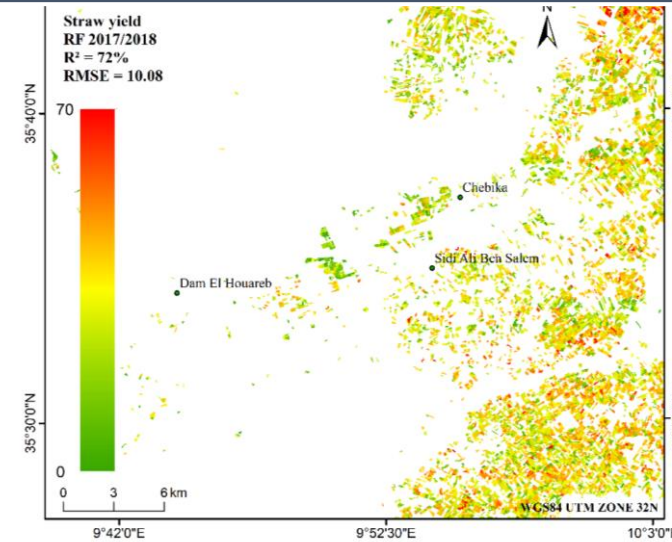 N
Straw yield
RF 2017/2018
R² = 72%
RMSE = 10.08
70
35°40'0"N
Chebika
Sidi Ali Ben Salem
Dam El Houareb
35°30'0"N
0
0 3 6 km
WGS84 UTM ZONE 32N
9°42'0"E 9°52'30"E 10°3'0"